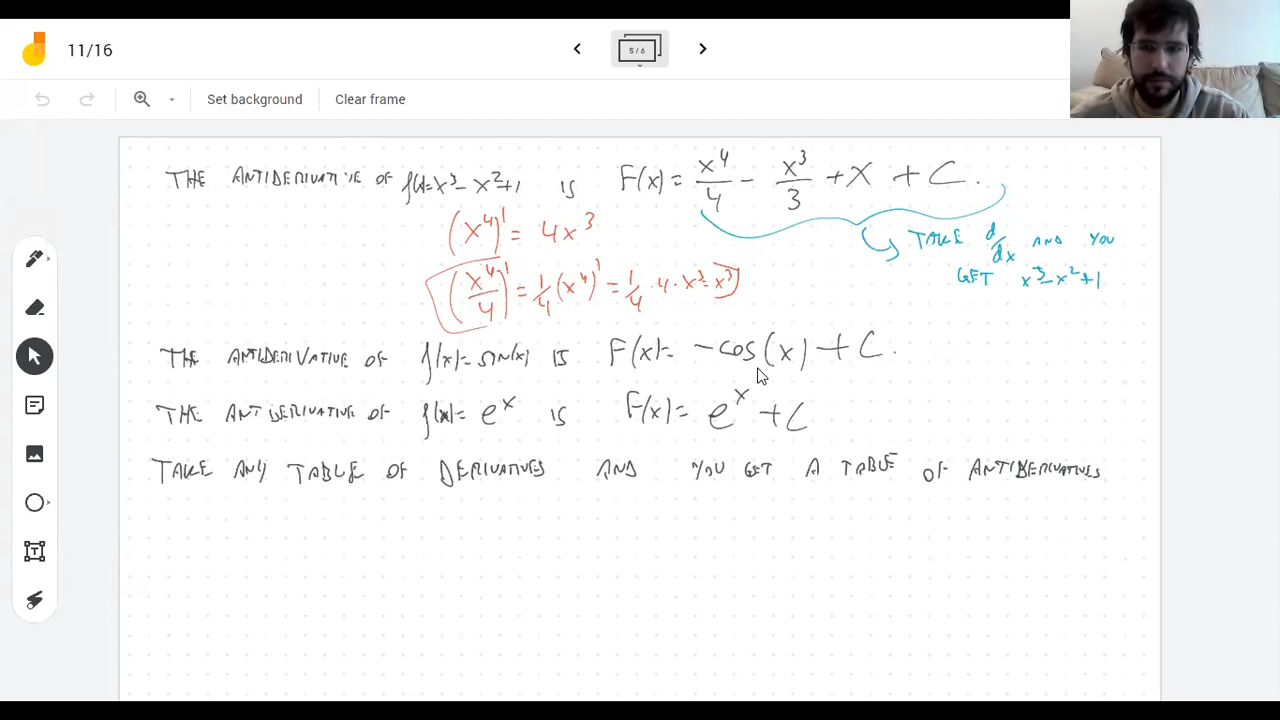 11/16
5/6
Set background
Clear frame
THE ANTIDERIVATIVE OF f(x)=x³-x²+1 IS F(x) = x⁴/4 - x³/3 + x + C.
(x⁴)' = 4x³
(x⁴/4)' = 1/4 (x⁴)' = 1/4 · 4 · x³ = x³
TAKE d/dx AND YOU
GET x³-x²+1
THE ANTIDERIVATIVE OF f(x)=SIN(x) IS F(x)= -cos(x) + C.
THE ANTIDERIVATIVE OF f(x)= eˣ IS F(x)= eˣ + C
TAKE ANY TABLE OF DERIVATIVES AND YOU GET A TABLE OF ANTIDERIVATIVES